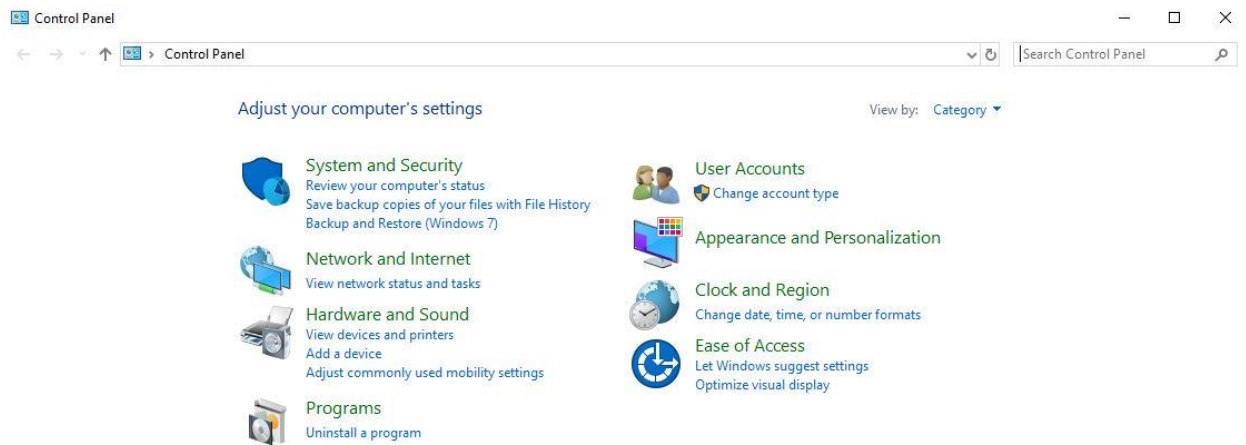 Control Panel
Control Panel
Search Control Panel
Adjust your computer's settings
View by: Category
System and Security
Review your computer's status
Save backup copies of your files with File History
Backup and Restore (Windows 7)
Network and Internet
View network status and tasks
Hardware and Sound
View devices and printers
Add a device
Adjust commonly used mobility settings
Programs
Uninstall a program
User Accounts
Change account type
Appearance and Personalization
Clock and Region
Change date, time, or number formats
Ease of Access
Let Windows suggest settings
Optimize visual display